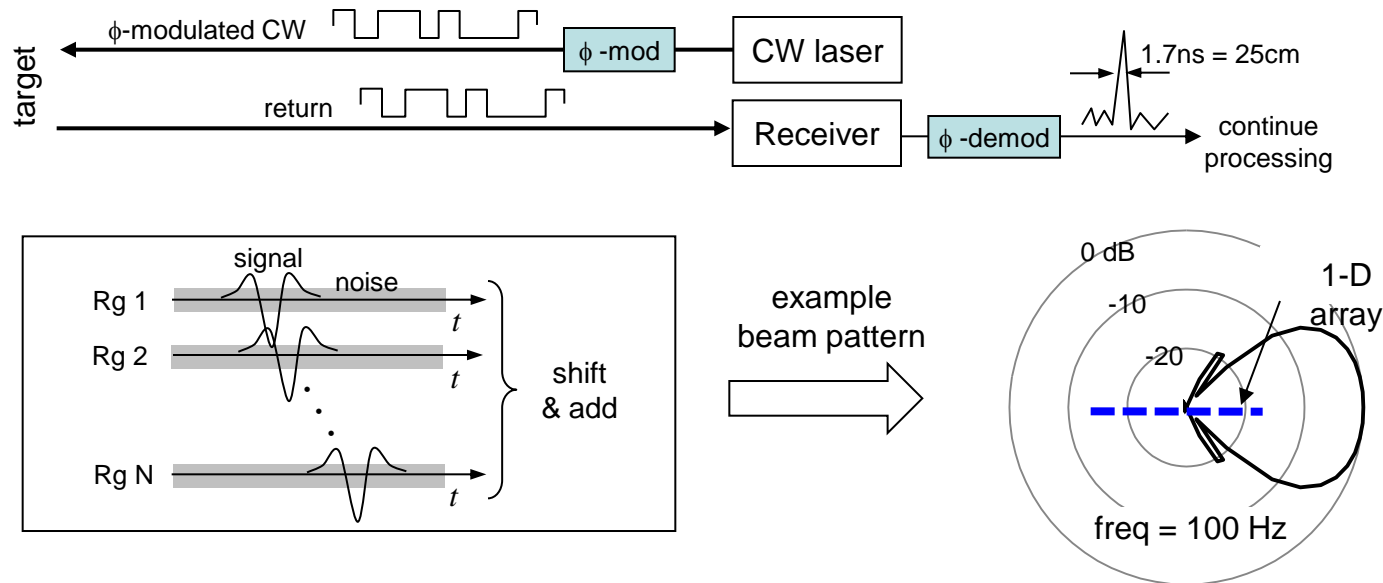 ϕ-modulated CW
ϕ -mod
CW laser
1.7ns = 25cm
target
return
Receiver
ϕ -demod
continue
processing
signal
noise
Rg 1
t
Rg 2
t
Rg N
t
shift
& add
example
beam pattern
0 dB
-10
-20
1-D
array
freq = 100 Hz